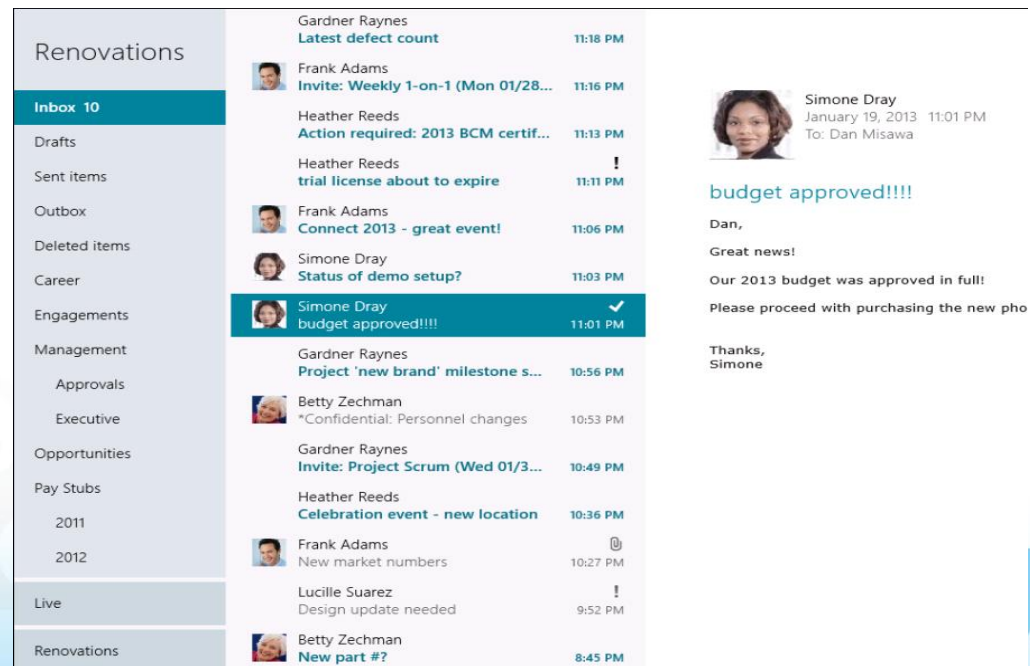 Renovations
Inbox 10
Drafts
Sent items
Outbox
Deleted items
Career
Engagements
Management
Approvals
Executive
Opportunities
Pay Stubs
2011
2012
Live
Renovations
Gardner Raynes
Latest defect count 11:18 PM
Frank Adams
Invite: Weekly 1-on-1 (Mon 01/28... 11:16 PM
Heather Reeds
Action required: 2013 BCM certif... 11:13 PM
Heather Reeds !
trial license about to expire 11:11 PM
Frank Adams
Connect 2013 - great event! 11:06 PM
Simone Dray
Status of demo setup? 11:03 PM
Simone Dray
budget approved!!!! 11:01 PM
Gardner Raynes
Project 'new brand' milestone s... 10:56 PM
Betty Zechman
*Confidential: Personnel changes 10:53 PM
Gardner Raynes
Invite: Project Scrum (Wed 01/3... 10:49 PM
Heather Reeds
Celebration event - new location 10:36 PM
Frank Adams
New market numbers 10:27 PM
Lucille Suarez !
Design update needed 9:52 PM
Betty Zechman
New part #? 8:45 PM
Simone Dray
January 19, 2013 11:01 PM
To: Dan Misawa
budget approved!!!!
Dan,
Great news!
Our 2013 budget was approved in full!
Please proceed with purchasing the new pho
Thanks,
Simone